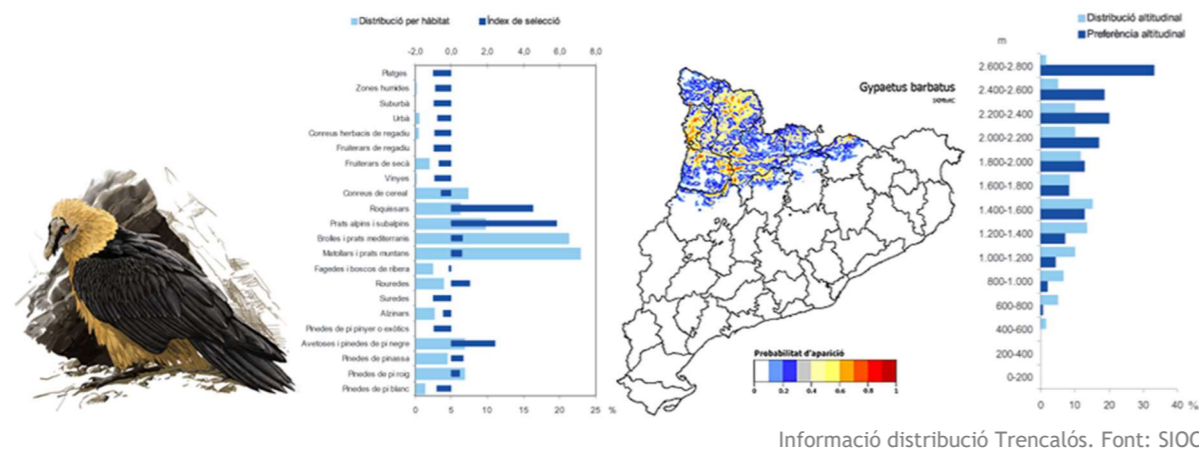 Distribució per hàbitat
Índex de selecció
-2,0 0,0 2,0 4,0 6,0 8,0
Platges
Zones humides
Suburbà
Urbà
Conreus herbacis de regadiu
Fruiterars de regadiu
Fruiterars de secà
Vinyes
Conreus de cereal
Roquissars
Prats alpins i subalpins
Brolles i prats mediterranis
Matollars i prats muntans
Fagedes i boscos de ribera
Rouredes
Suredes
Alzinars
Pinedes de pi pinyer o exòtics
Avetoses i pinedes de pi negre
Pinedes de pinassa
Pinedes de pi roig
Pinedes de pi blanc
0 5 10 15 20 25 %
Gypaetus barbatus
Probabilitat d'aparició
0 0.2 0.4 0.6 0.8 1
Distribució altitudinal
Preferència altitudinal
m
2.600-2.800
2.400-2.600
2.200-2.400
2.000-2.200
1.800-2.000
1.600-1.800
1.400-1.600
1.200-1.400
1.000-1.200
800-1.000
600-800
400-600
200-400
0-200
0 10 20 30 40 %
Informació distribució Trencalós. Font: SIOC